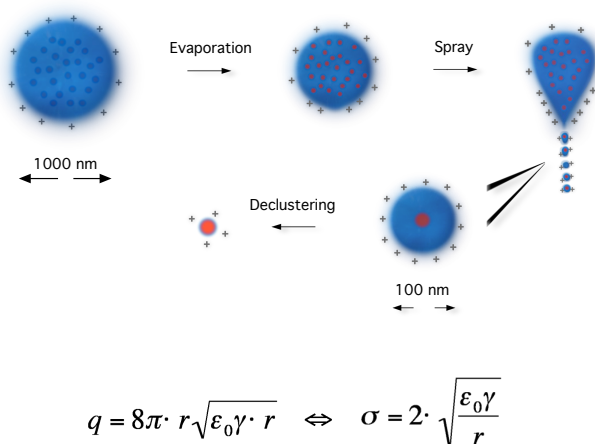 Evaporation
Spray
1000 nm
Declustering
100 nm
q = 8π· r√(ε₀γ· r) ⇔ σ = 2· √(ε₀γ/r)